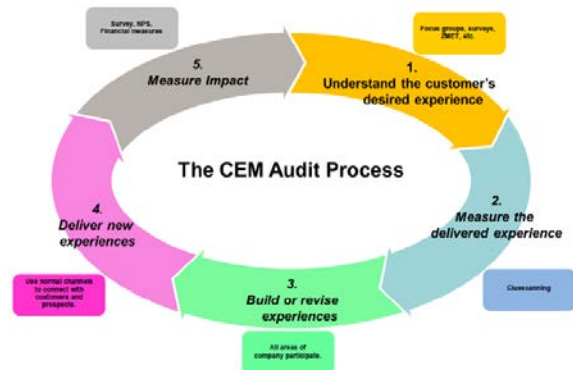 Survey, NPS,
Financial measures
Focus groups, surveys,
ZMET, etc.
1.
Understand the customer's
desired experience
2.
Measure the
delivered experience
Cluescanning
3.
Build or revise
experiences
All areas of
company participate.
4.
Deliver new
experiences
Use normal channels
to connect with
customers and
prospects.
5.
Measure Impact
The CEM Audit Process